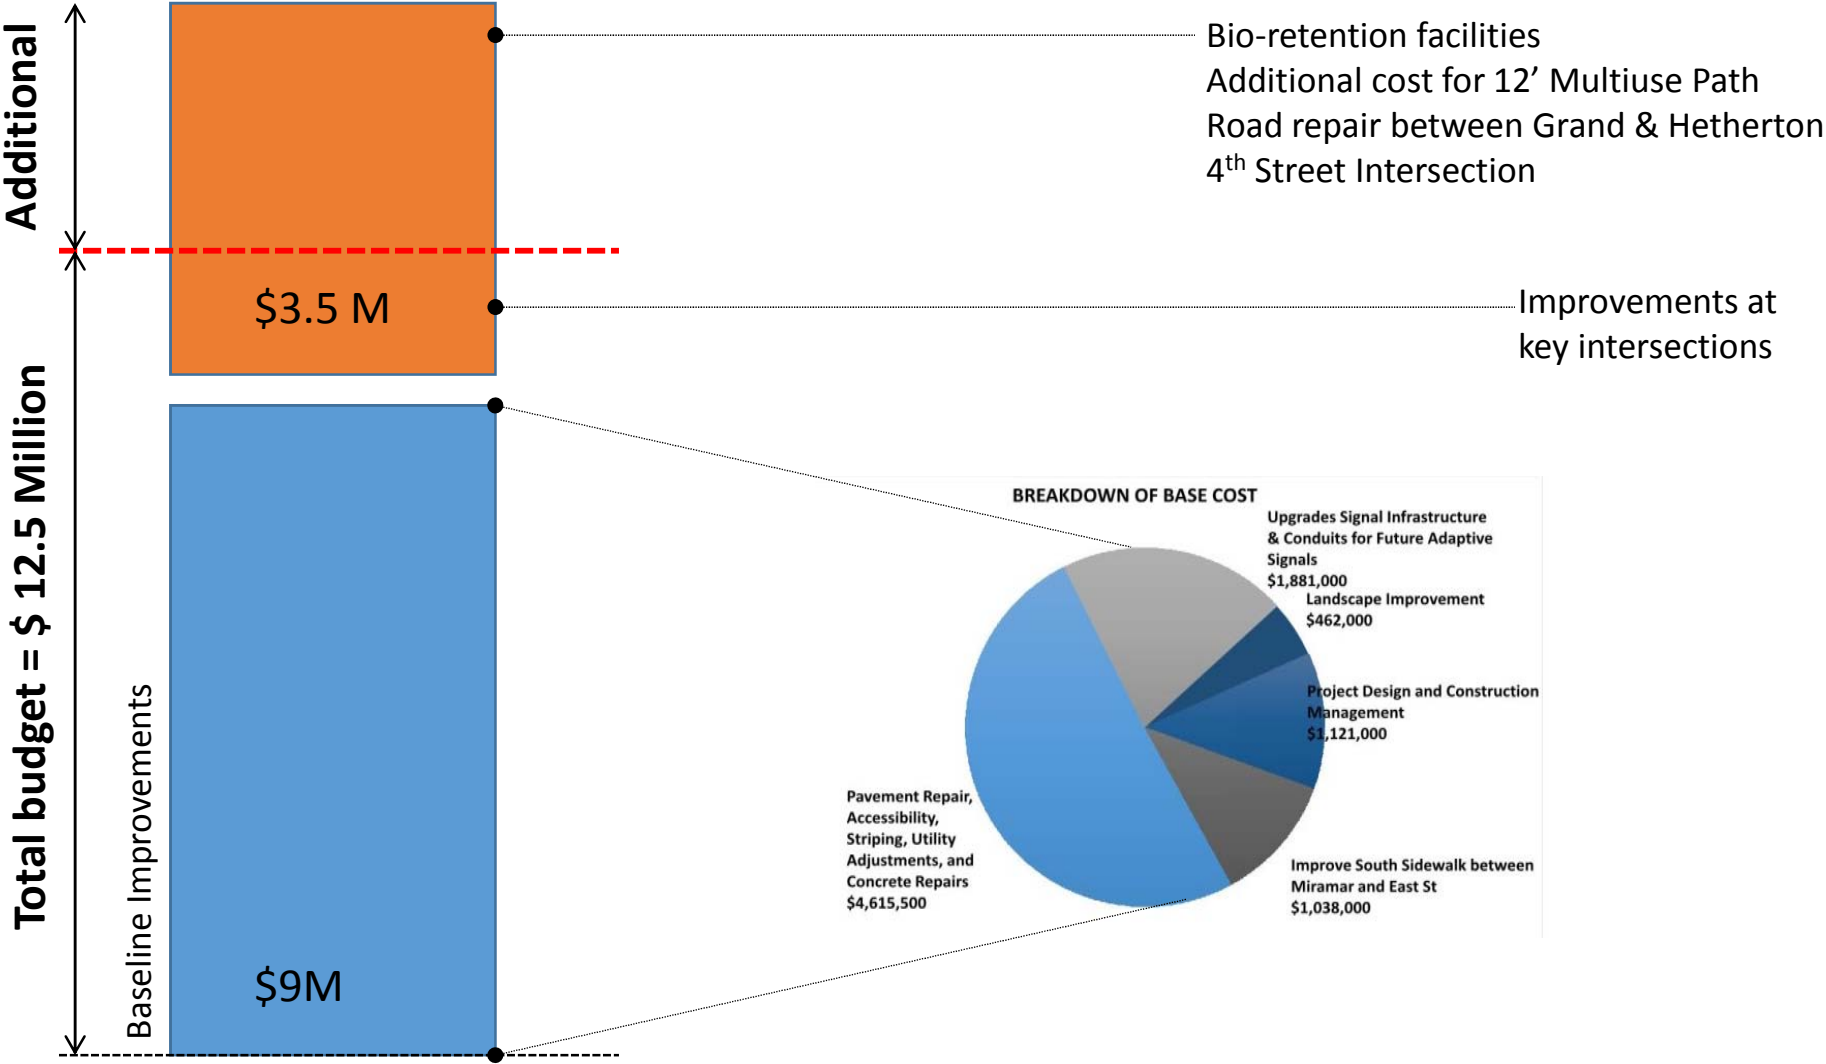 Additional
Total budget = $ 12.5 Million
Baseline Improvements
$3.5 M
$9M
Bio-retention facilities
Additional cost for 12’ Multiuse Path
Road repair between Grand & Hetherton
4th Street Intersection
Improvements at
key intersections
BREAKDOWN OF BASE COST
Upgrades Signal Infrastructure
& Conduits for Future Adaptive
Signals
$1,881,000
Landscape Improvement
$462,000
Project Design and Construction
Management
$1,121,000
Improve South Sidewalk between
Miramar and East St
$1,038,000
Pavement Repair,
Accessibility,
Striping, Utility
Adjustments, and
Concrete Repairs
$4,615,500